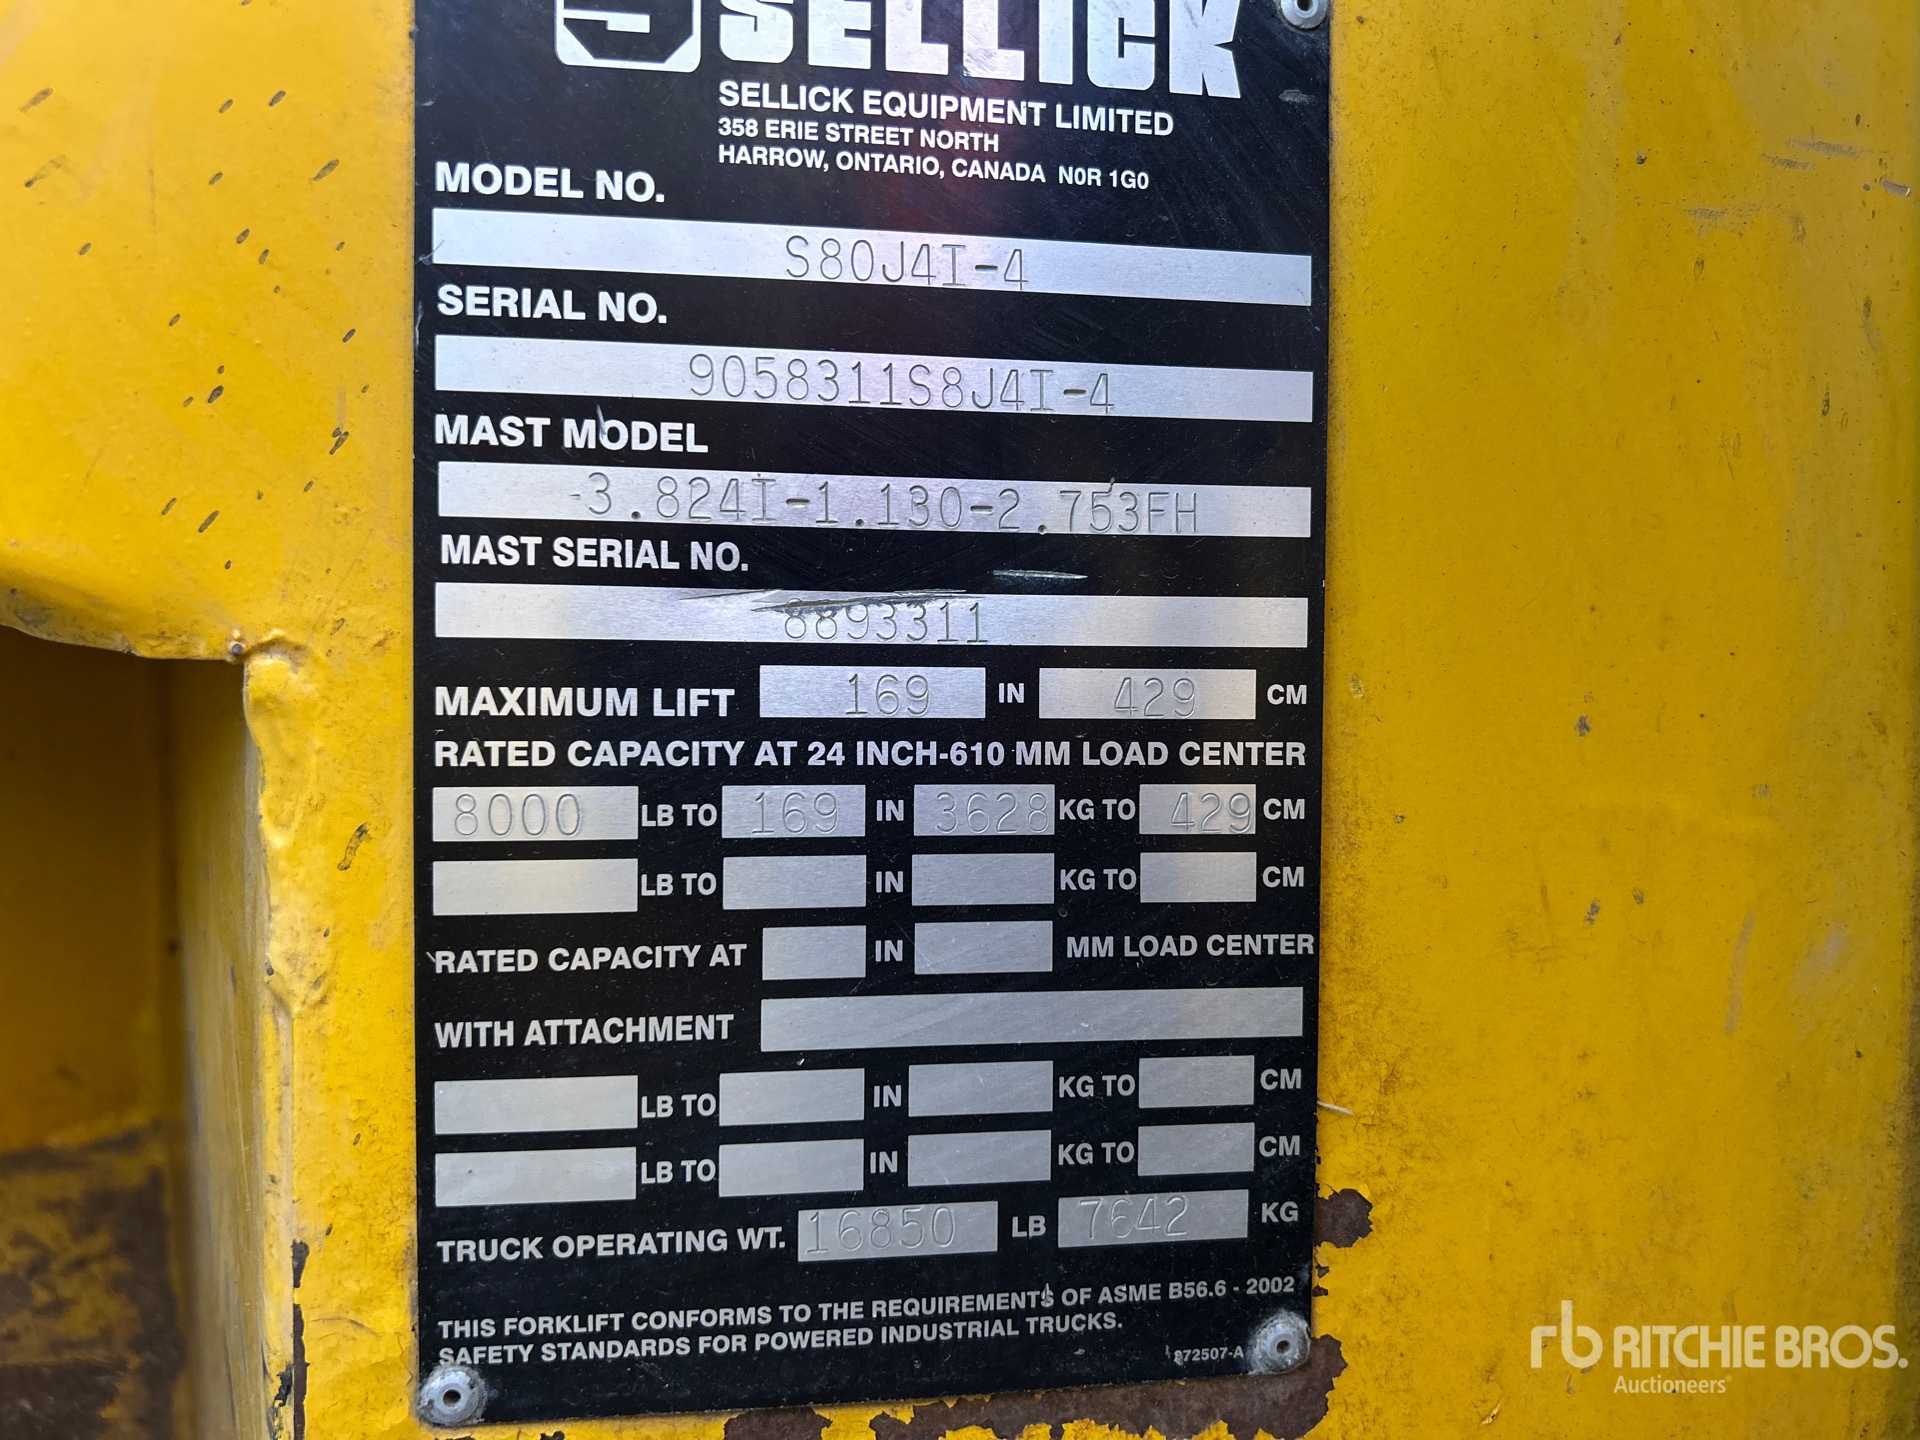 SELLICK
SELLICK EQUIPMENT LIMITED
358 ERIE STREET NORTH
HARROW, ONTARIO, CANADA N0R 1G0
MODEL NO.
S80J4I-4
SERIAL NO.
9058311S8J4I-4
MAST MODEL
-3.824I-1.130-2.753FH
MAST SERIAL NO.
8893311
MAXIMUM LIFT 169 IN 429 CM
RATED CAPACITY AT 24 INCH-610 MM LOAD CENTER
8000 LB TO 169 IN 3628 KG TO 429 CM
LB TO IN KG TO CM
RATED CAPACITY AT IN MM LOAD CENTER
WITH ATTACHMENT
LB TO IN KG TO CM
LB TO IN KG TO CM
TRUCK OPERATING WT. 16850 LB 7642 KG
THIS FORKLIFT CONFORMS TO THE REQUIREMENTS OF ASME B56.6 - 2002
SAFETY STANDARDS FOR POWERED INDUSTRIAL TRUCKS.
872507-A
rb RITCHIE BROS.
Auctioneers